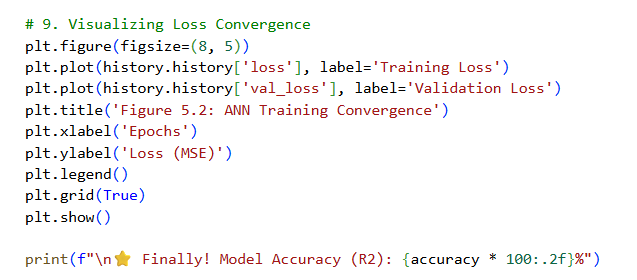 # 9. Visualizing Loss Convergence
plt.figure(figsize=(8, 5))
plt.plot(history.history['loss'], label='Training Loss')
plt.plot(history.history['val_loss'], label='Validation Loss')
plt.title('Figure 5.2: ANN Training Convergence')
plt.xlabel('Epochs')
plt.ylabel('Loss (MSE)')
plt.legend()
plt.grid(True)
plt.show()
print(f"\n⭐ Finally! Model Accuracy (R2): {accuracy * 100:.2f}%")